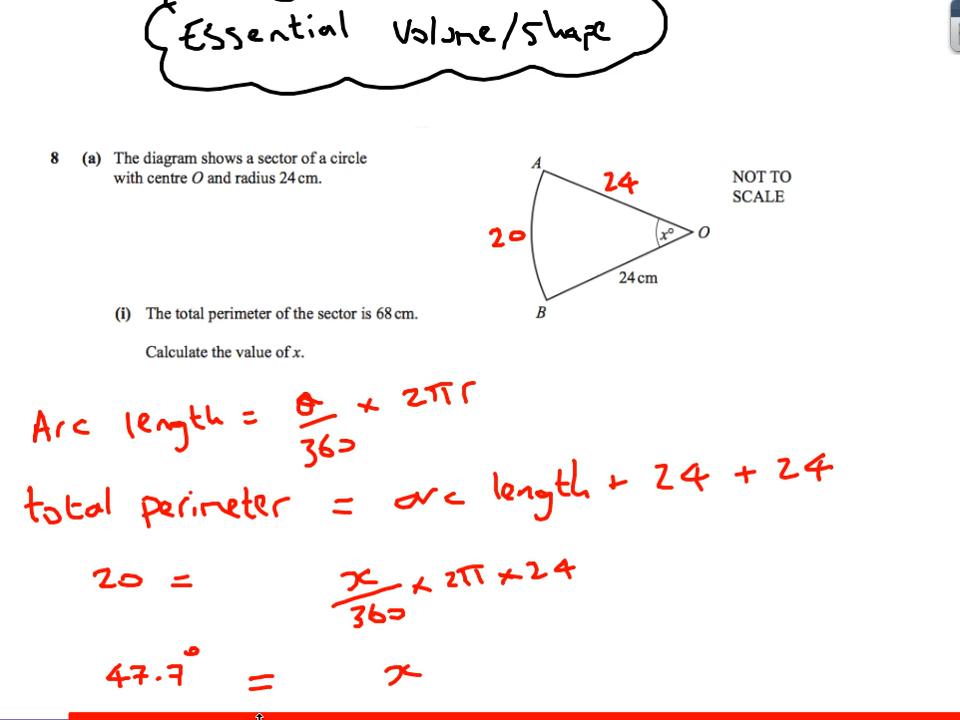 Essential Volume/Shape
8 (a) The diagram shows a sector of a circle
with centre O and radius 24 cm.
A
24
NOT TO
SCALE
20
x°
O
24 cm
B
(i) The total perimeter of the sector is 68 cm.
Calculate the value of x.
Arc length = θ/360 × 2πr
total perimeter = arc length + 24 + 24
20 = x/360 × 2π × 24
47.7° = x